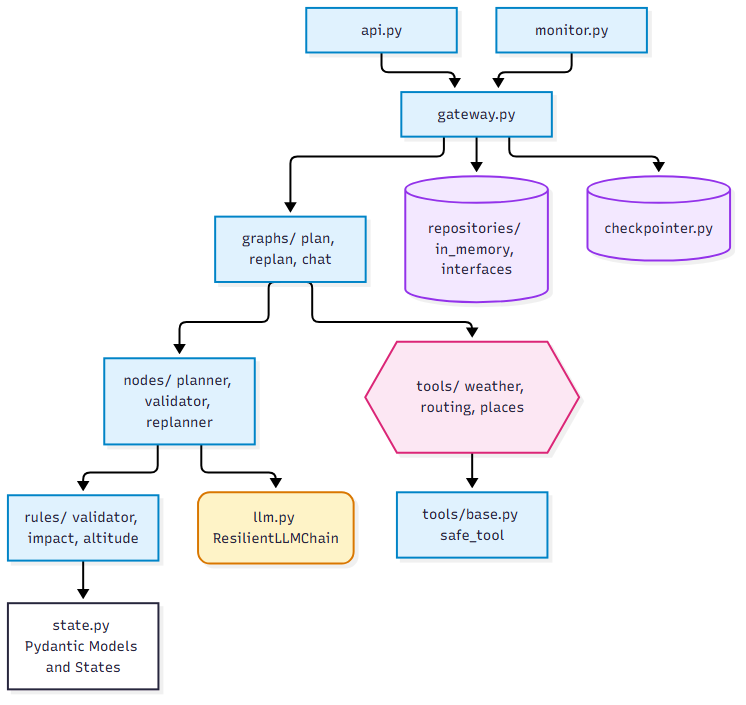 api.py
monitor.py
gateway.py
graphs/ plan,
replan, chat
repositories/
in_memory,
interfaces
checkpointer.py
nodes/ planner,
validator,
replanner
tools/ weather,
routing, places
rules/ validator,
impact, altitude
llm.py
ResilientLLMChain
tools/base.py
safe_tool
state.py
Pydantic Models
and States